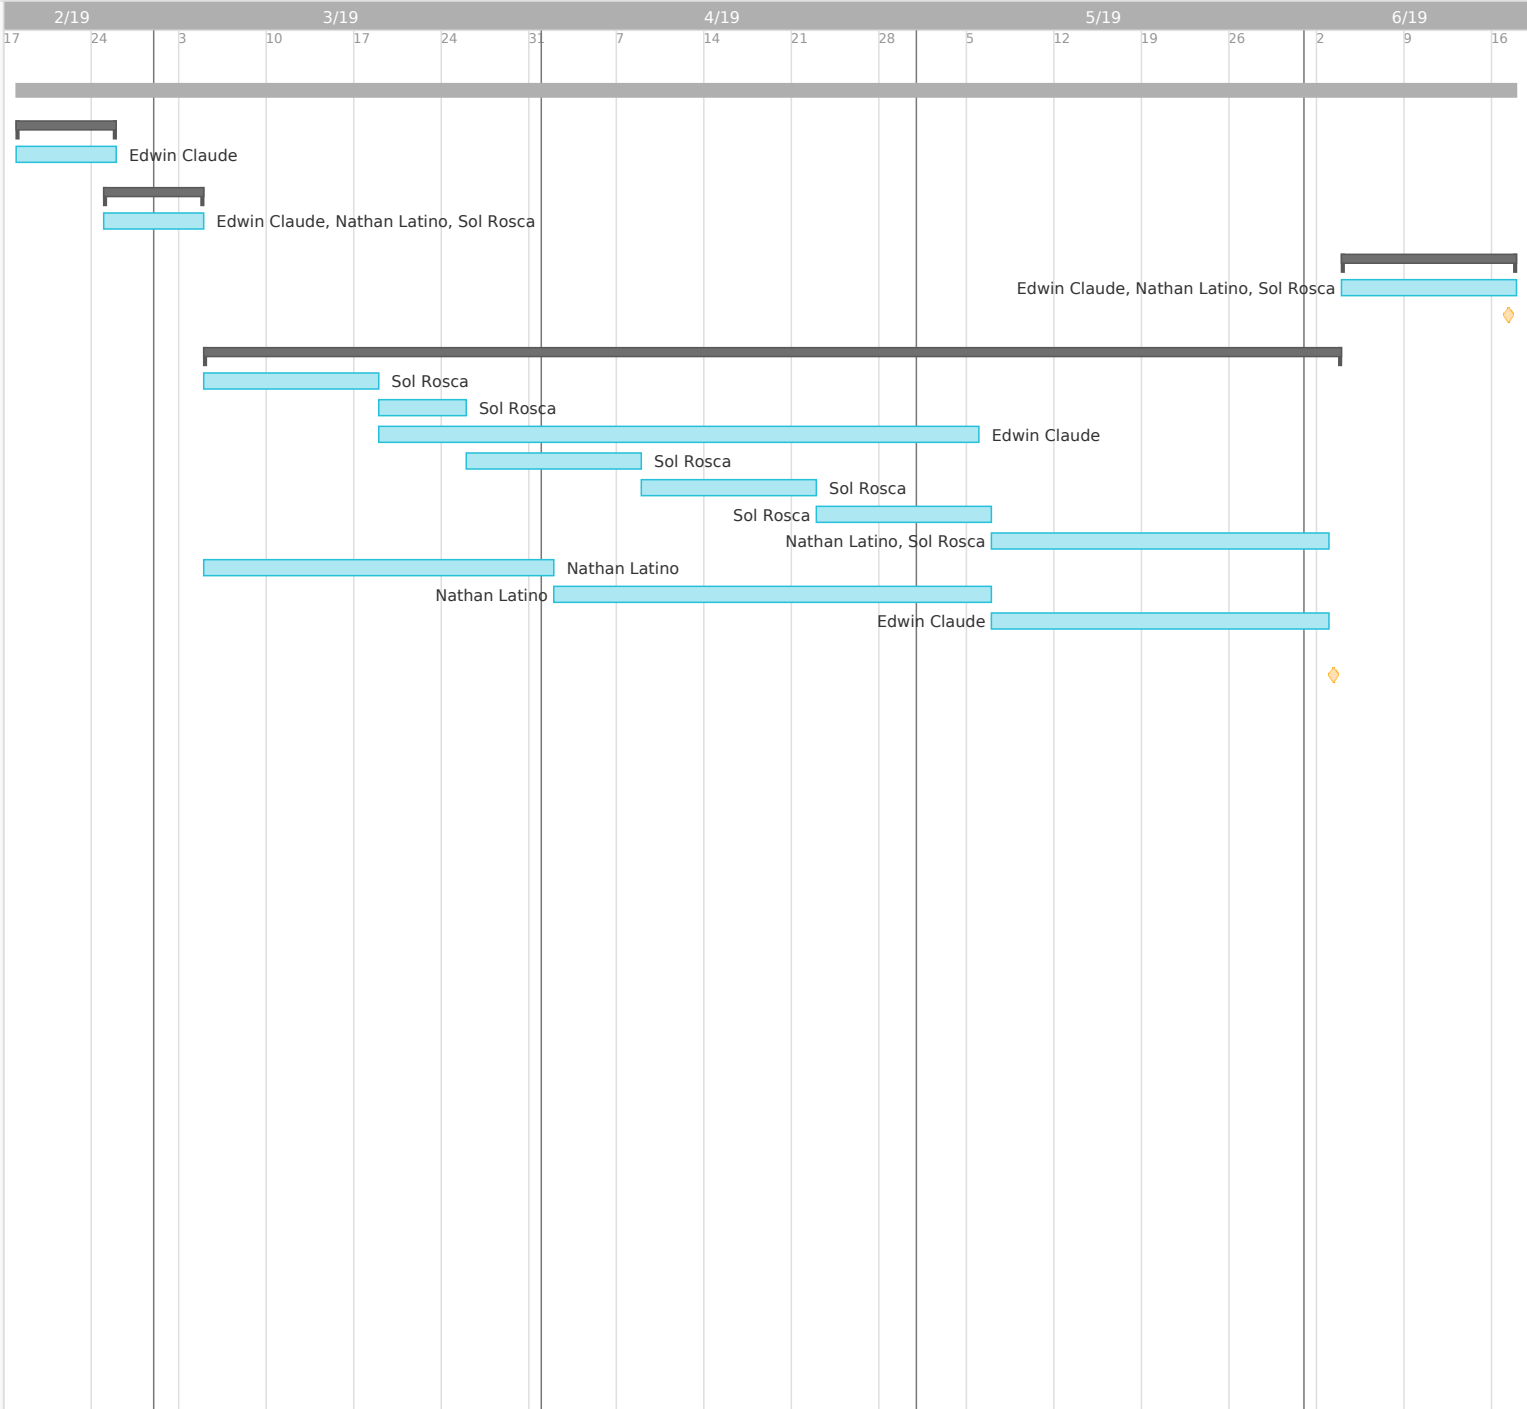 2/19 3/19 4/19 5/19 6/19
17 24 3 10 17 24 31 7 14 21 28 5 12 19 26 2 9 16
Edwin Claude
Edwin Claude, Nathan Latino, Sol Rosca
Edwin Claude, Nathan Latino, Sol Rosca
Sol Rosca
Sol Rosca
Edwin Claude
Sol Rosca
Sol Rosca
Sol Rosca
Nathan Latino, Sol Rosca
Nathan Latino
Nathan Latino
Edwin Claude